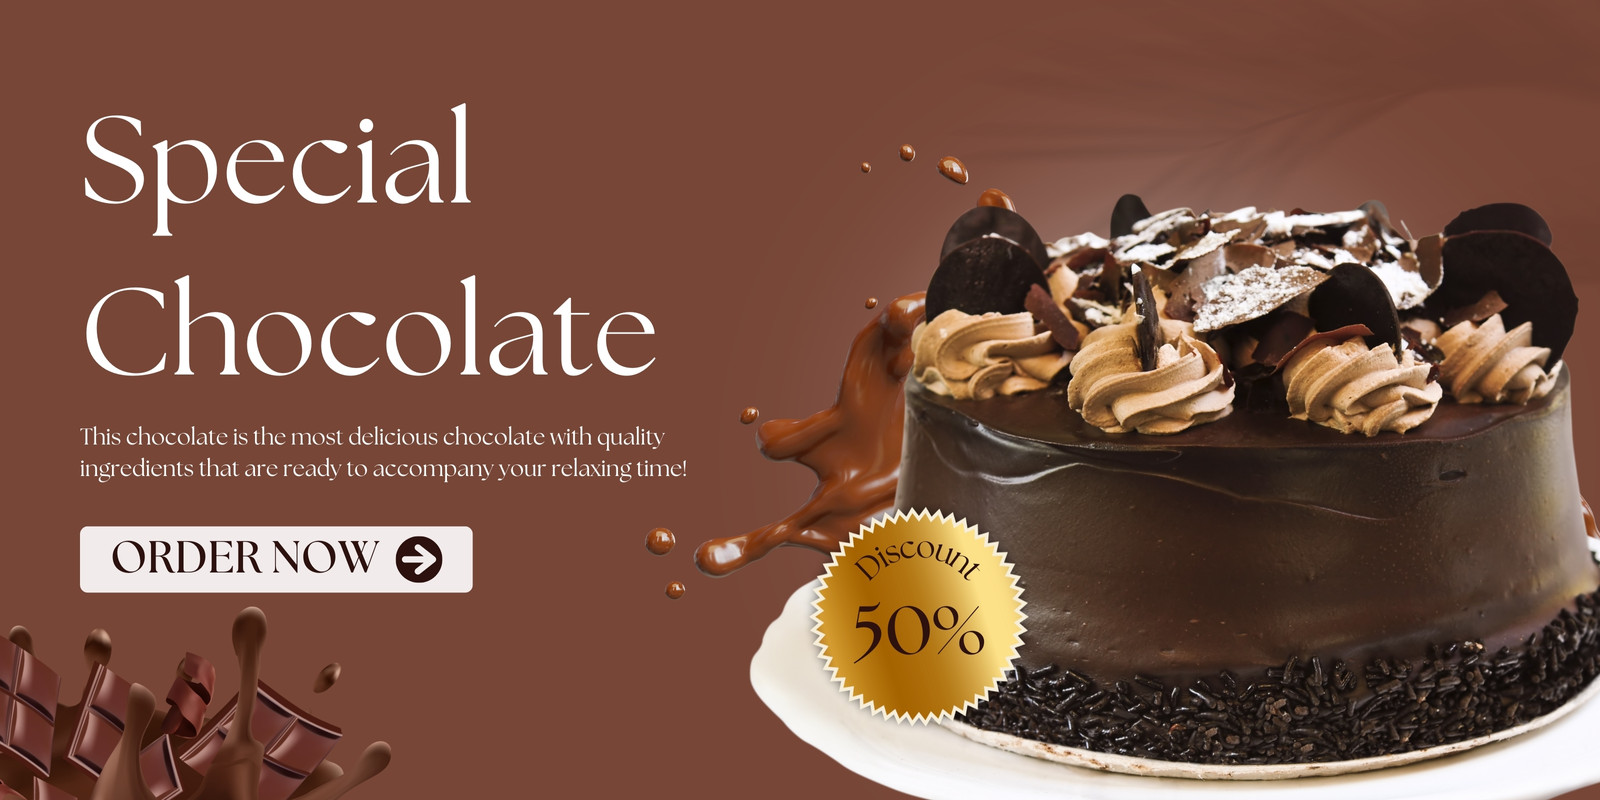 Special
Chocolate
This chocolate is the most delicious chocolate with quality
ingredients that are ready to accompany your relaxing time!
ORDER NOW
Discount
50%